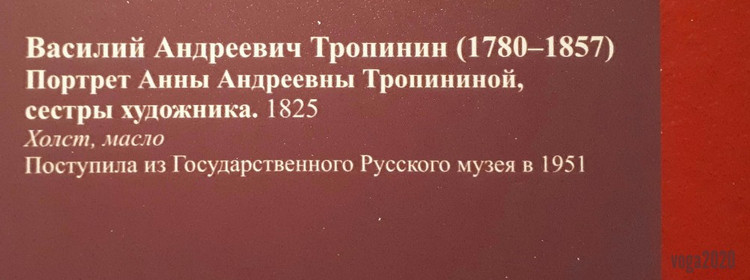 Василий Андреевич Тропинин (1780–1857)
Портрет Анны Андреевны Тропининой,
сестры художника. 1825
Холст, масло
Поступила из Государственного Русского музея в 1951
vega2020